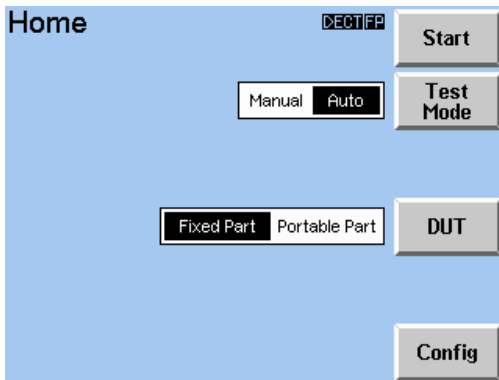 Home DECT FP Start
Manual Auto Test Mode
Fixed Part Portable Part DUT
Config